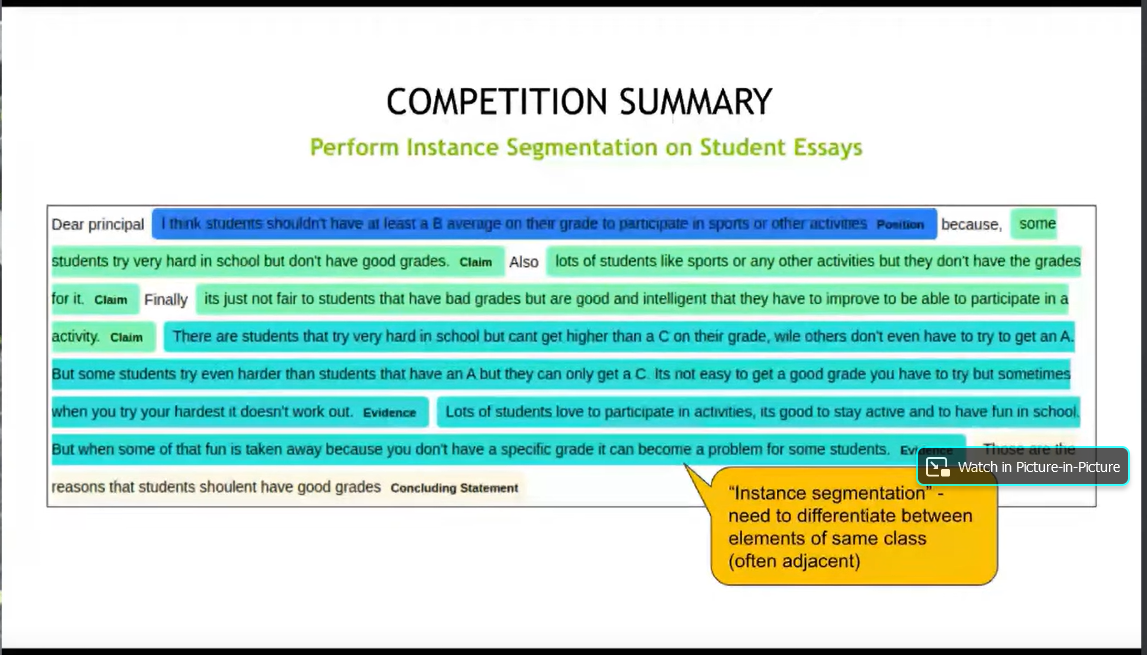 COMPETITION SUMMARY
Perform Instance Segmentation on Student Essays
Dear principal I think students shouldn't have at least a B average on their grade to participate in sports or other activities Position because, some
students try very hard in school but don't have good grades. Claim Also lots of students like sports or any other activities but they don't have the grades
for it. Claim Finally its just not fair to students that have bad grades but are good and intelligent that they have to improve to be able to participate in a
activity. Claim There are students that try very hard in school but cant get higher than a C on their grade, wile others don't even have to try to get an A.
But some students try even harder than students that have an A but they can only get a C. Its not easy to get a good grade you have to try but sometimes
when you try your hardest it doesn't work out. Evidence Lots of students love to participate in activities, its good to stay active and to have fun in school.
But when some of that fun is taken away because you don't have a specific grade it can become a problem for some students. Evidence Those are the
reasons that students shoulent have good grades Concluding Statement
Watch in Picture-in-Picture
“Instance segmentation” -
need to differentiate between
elements of same class
(often adjacent)